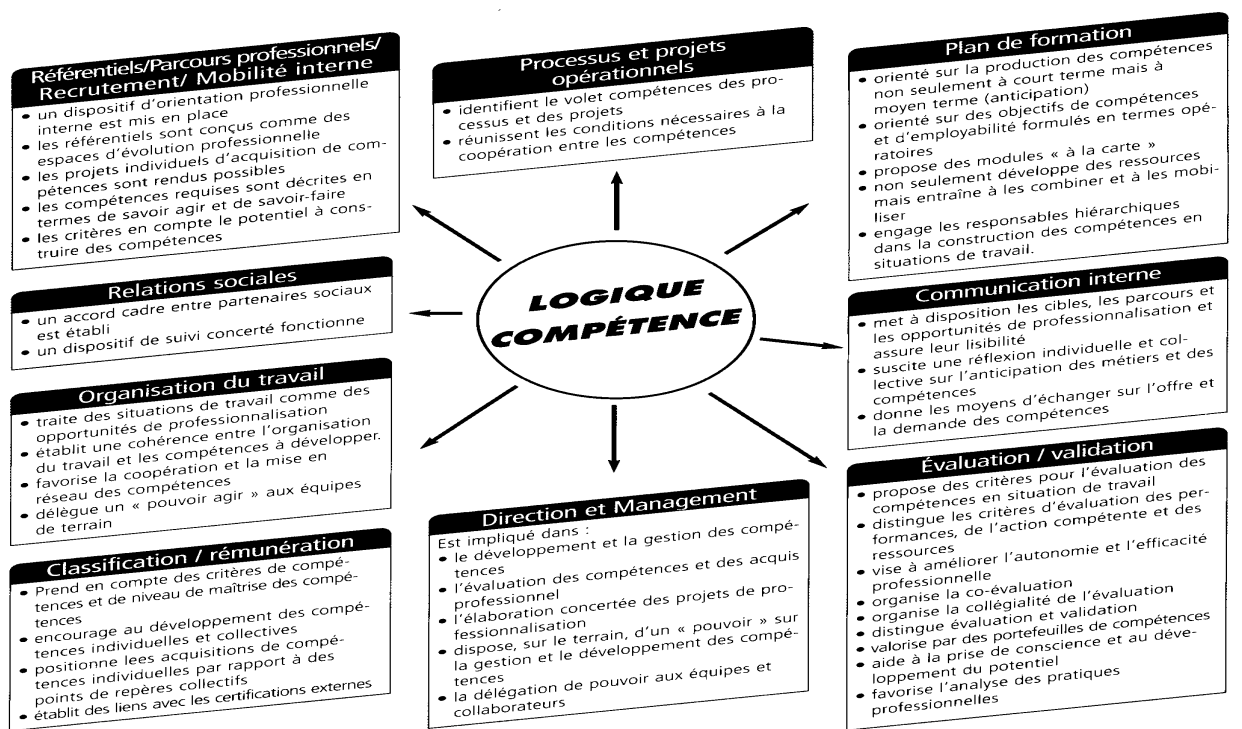 Référentiels/Parcours professionnels/
Recrutement/ Mobilité interne
• un dispositif d'orientation professionnelle
interne est mis en place
• les référentiels sont conçus comme des
espaces d'évolution professionnelle
• les projets individuels d'acquisition de com-
pétences sont rendus possibles
• les compétences requises sont décrites en
termes de savoir agir et de savoir-faire
• les critères en compte le potentiel à cons-
truire des compétences
Relations sociales
• un accord cadre entre partenaires sociaux
est établi
• un dispositif de suivi concerté fonctionne
Organisation du travail
• traite des situations de travail comme des
opportunités de professionnalisation
• établit une cohérence entre l'organisation
du travail et les compétences à développer.
• favorise la coopération et la mise en
réseau des compétences
• délègue un « pouvoir agir » aux équipes
de terrain
Classification / rémunération
• Prend en compte des critères de compé-
tences et de niveau de maîtrise des compé-
tences
• encourage au développement des compé-
tences individuelles et collectives
• positionne lees acquisitions de compé-
tences individuelles par rapport à des
points de repères collectifs
• établit des liens avec les certifications externes
Processus et projets
opérationnels
• identifient le volet compétences des pro-
cessus et des projets
• réunissent les conditions nécessaires à la
coopération entre les compétences
LOGIQUE
COMPÉTENCE
Direction et Management
Est impliqué dans :
• le développement et la gestion des compé-
tences
• l'évaluation des compétences et des acquis
professionnel
• l'élaboration concertée des projets de pro-
fessionnalisation
• dispose, sur le terrain, d'un « pouvoir » sur
la gestion et le développement des compé-
tences
• la délégation de pouvoir aux équipes et
collaborateurs
Plan de formation
• orienté sur la production des compétences
non seulement à court terme mais à
moyen terme (anticipation)
• orienté sur des objectifs de compétences
et d'employabilité formulés en termes opé-
ratoires
• propose des modules « à la carte »
• non seulement développe des ressources
mais entraîne à les combiner et à les mobi-
liser
• engage les responsables hiérarchiques
dans la construction des compétences en
situations de travail.
Communication interne
• met à disposition les cibles, les parcours et
les opportunités de professionnalisation et
assure leur lisibilité
• suscite une réflexion individuelle et col-
lective sur l'anticipation des métiers et des
compétences
• donne les moyens d'échanger sur l'offre et
la demande des compétences
Évaluation / validation
• propose des critères pour l'évaluation des
compétences en situation de travail
• distingue les critères d'évaluation des per-
formances, de l'action compétente et des
ressources
• vise à améliorer l'autonomie et l'efficacité
professionnelle
• organise la co-évaluation
• organise la collégialité de l'évaluation
• distingue évaluation et validation
• valorise par des portefeuilles de compétences
• aide à la prise de conscience et au déve-
loppement du potentiel
• favorise l'analyse des pratiques
professionnelles